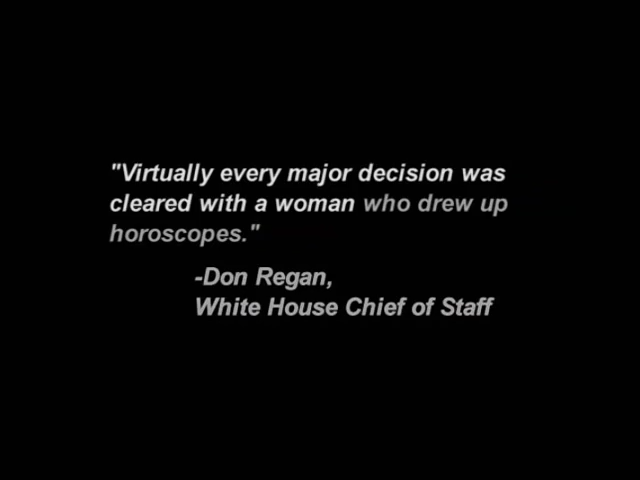 "Virtually every major decision was
cleared with a woman who drew up
horoscopes."
-Don Regan,
White House Chief of Staff